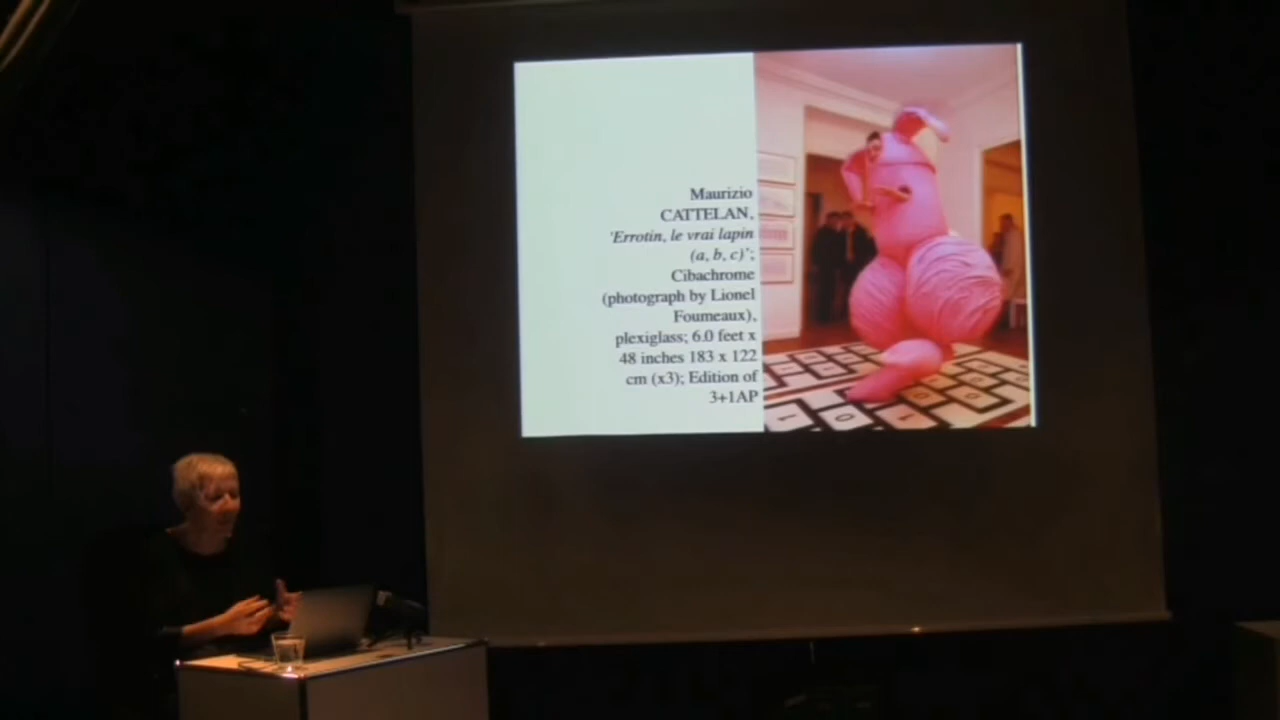 Maurizio
CATTELAN,
'Errotin, le vrai lapin
(a, b, c)';
Cibachrome
(photograph by Lionel
Foumeaux),
plexiglass; 6.0 feet x
48 inches 183 x 122
cm (x3); Edition of
3+1AP